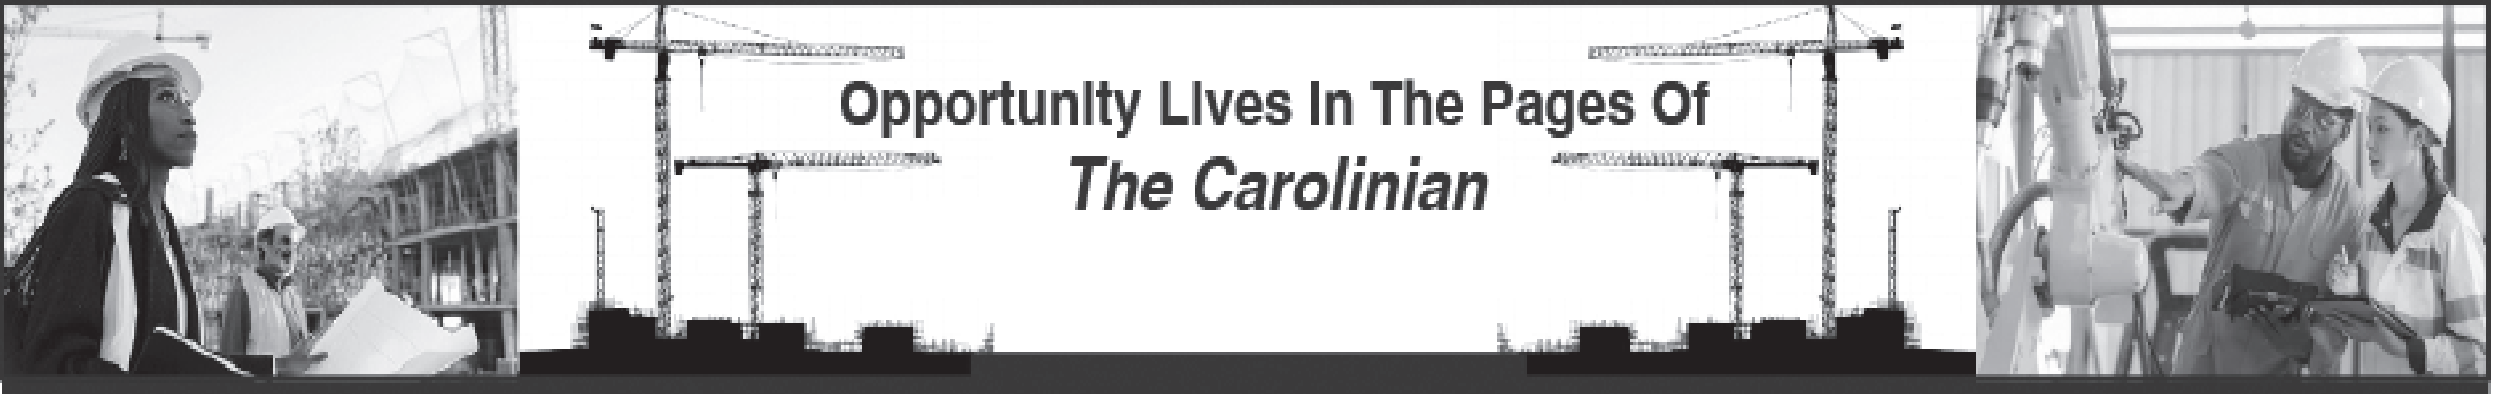 Opportunity Lives In The Pages Of
The Carolinian